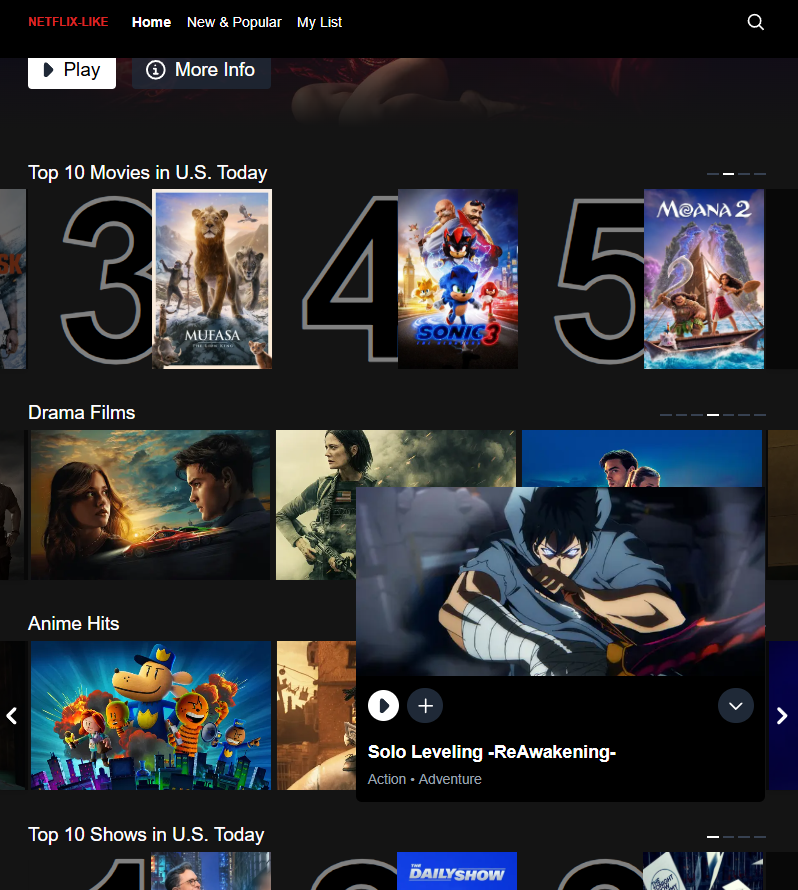 NETFLIX-LIKE Home New & Popular My List
Play More Info
Top 10 Movies in U.S. Today
3 4 5
MOANA 2
SONIC 3
MUFASA
THE LION KING
Drama Films
Anime Hits
Solo Leveling -ReAwakening-
Action • Adventure
Top 10 Shows in U.S. Today
THE
DAILYSHOW